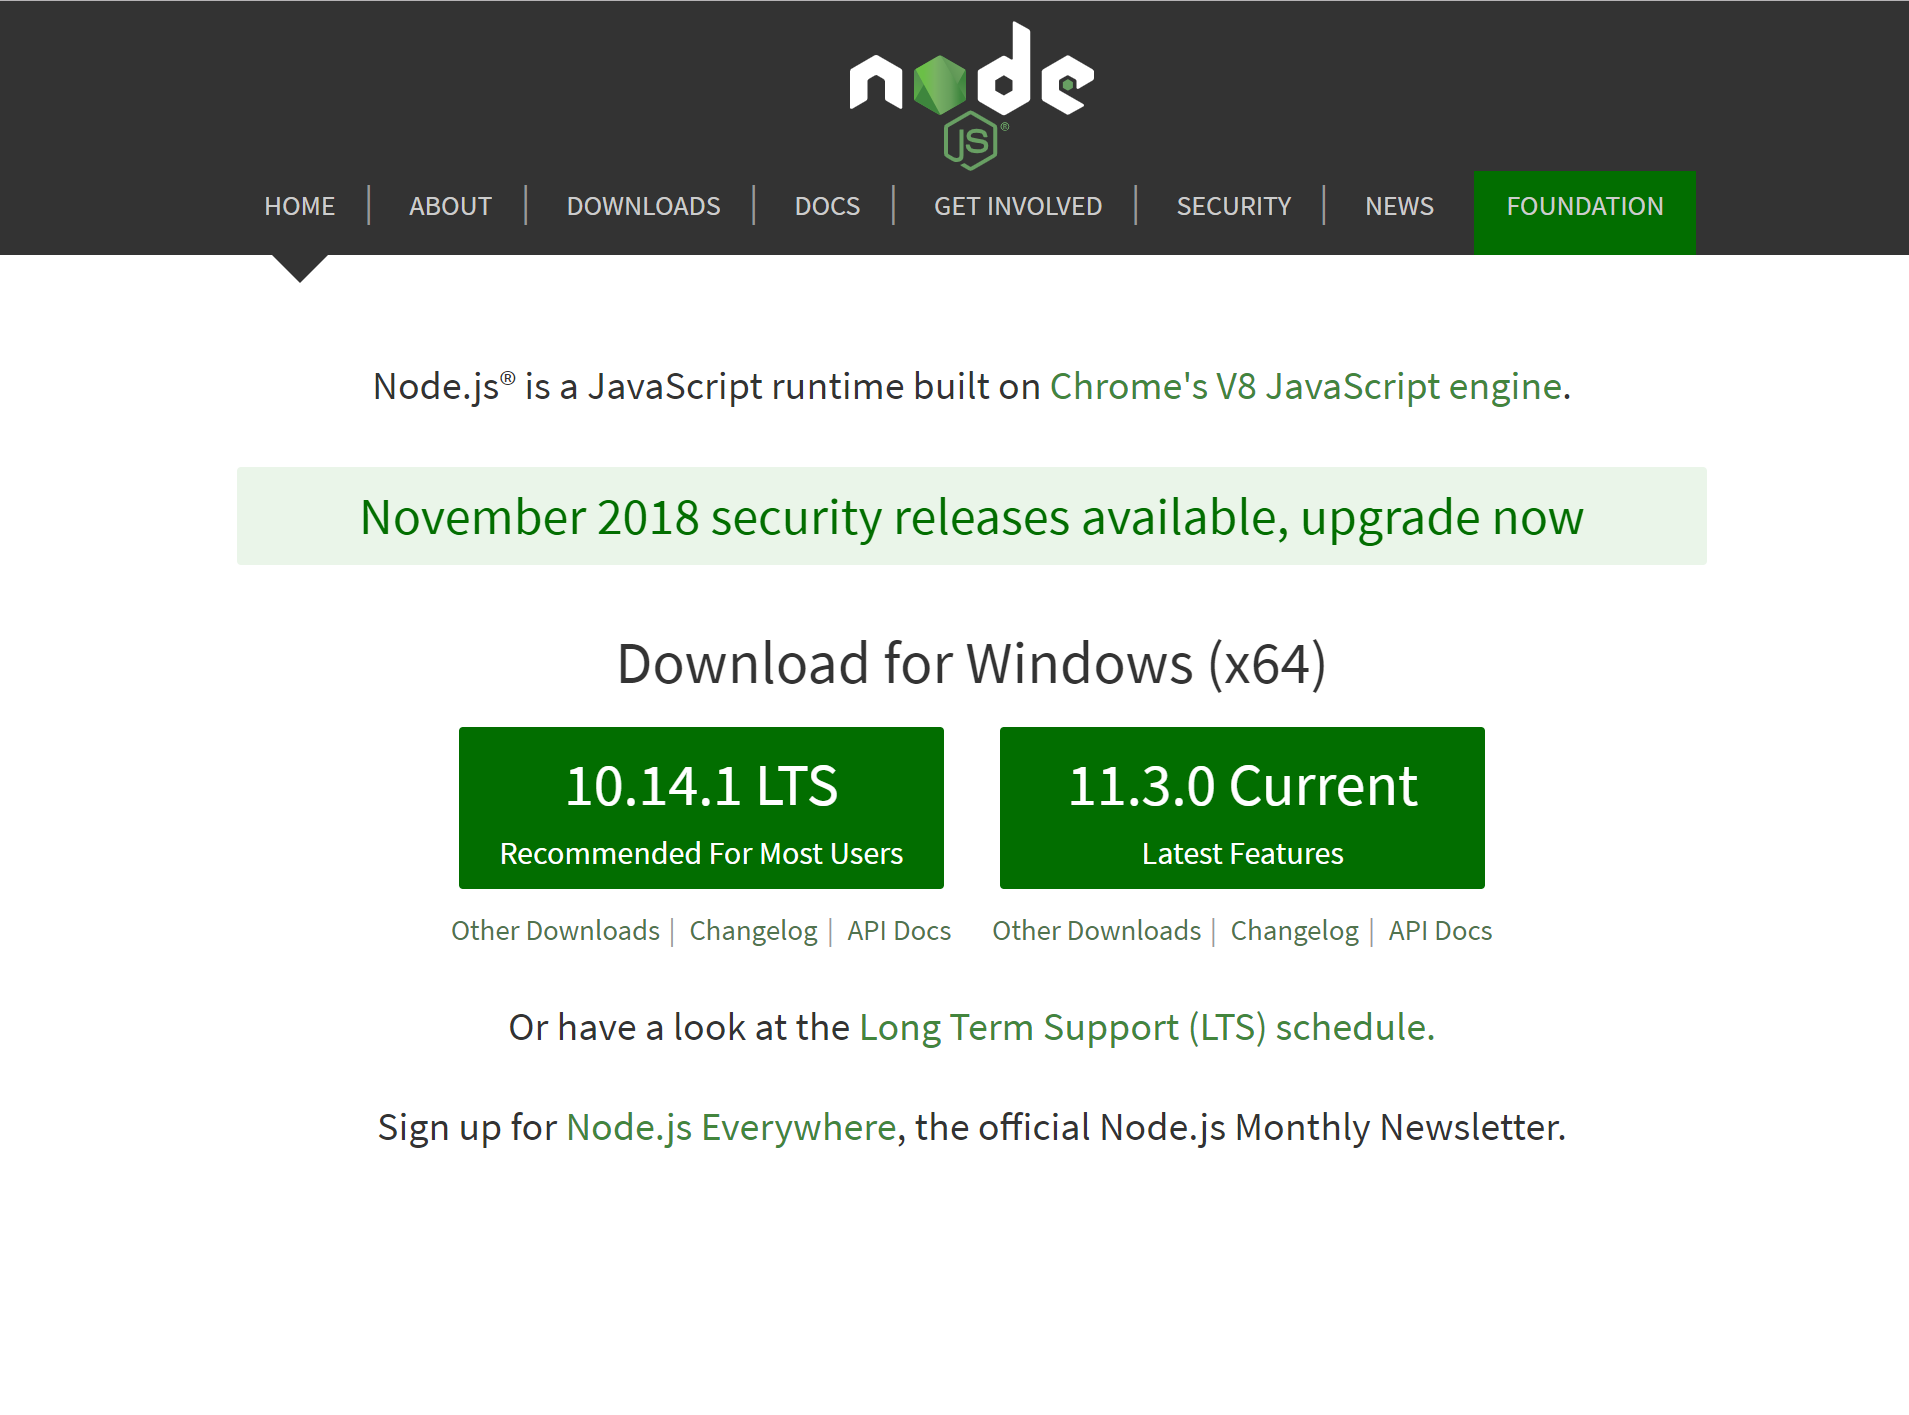 node
JS ®
HOME | ABOUT | DOWNLOADS | DOCS | GET INVOLVED | SECURITY | NEWS FOUNDATION
Node.js® is a JavaScript runtime built on Chrome's V8 JavaScript engine.
November 2018 security releases available, upgrade now
Download for Windows (x64)
10.14.1 LTS
Recommended For Most Users
11.3.0 Current
Latest Features
Other Downloads | Changelog | API Docs
Other Downloads | Changelog | API Docs
Or have a look at the Long Term Support (LTS) schedule.
Sign up for Node.js Everywhere, the official Node.js Monthly Newsletter.